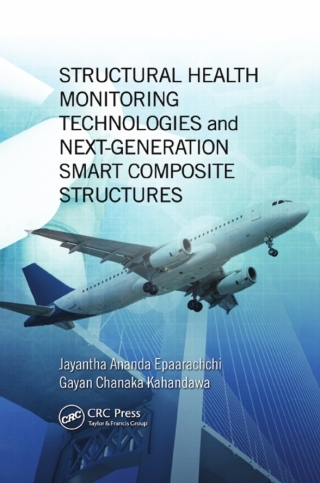 STRUCTURAL HEALTH
MONITORING
TECHNOLOGIES and
NEXT-GENERATION
SMART COMPOSITE
STRUCTURES
Jayantha Ananda Epaarachchi
Gayan Chanaka Kahandawa
CRC
CRC Press
Taylor & Francis Group